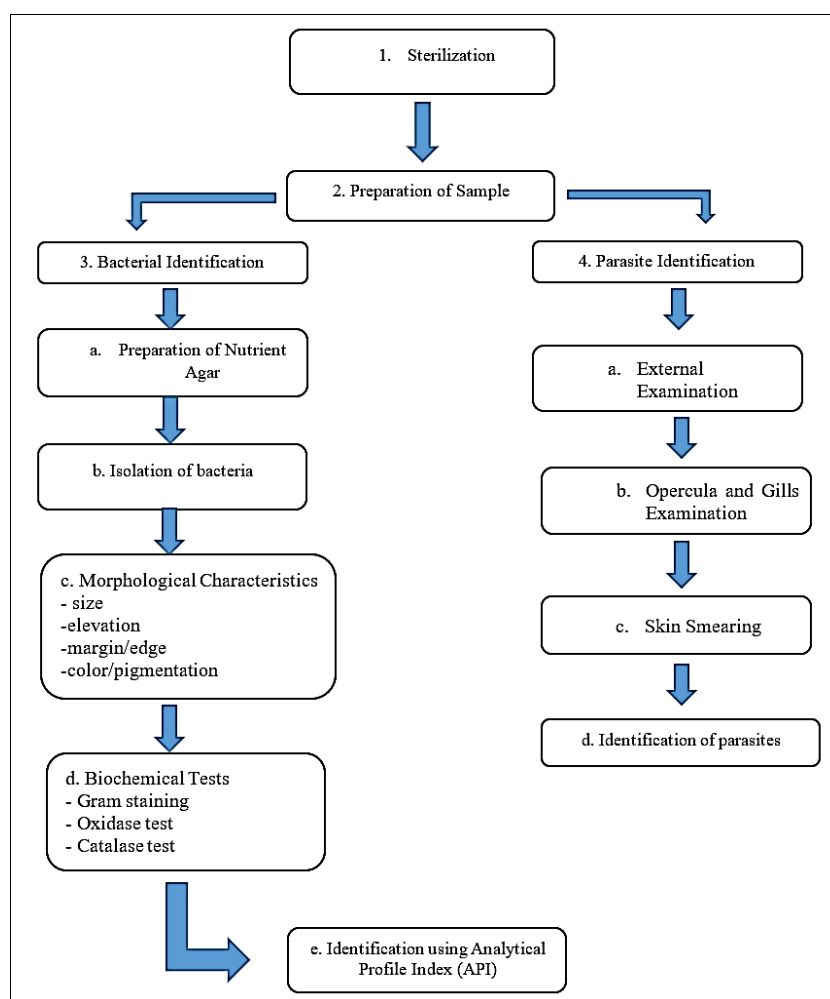 1. Sterilization
2. Preparation of Sample
3. Bacterial Identification
a. Preparation of Nutrient
Agar
b. Isolation of bacteria
c. Morphological Characteristics
- size
-elevation
-margin/edge
-color/pigmentation
d. Biochemical Tests
- Gram staining
- Oxidase test
- Catalase test
e. Identification using Analytical
Profile Index (API)
4. Parasite Identification
a. External
Examination
b. Opercula and Gills
Examination
c. Skin Smearing
d. Identification of parasites